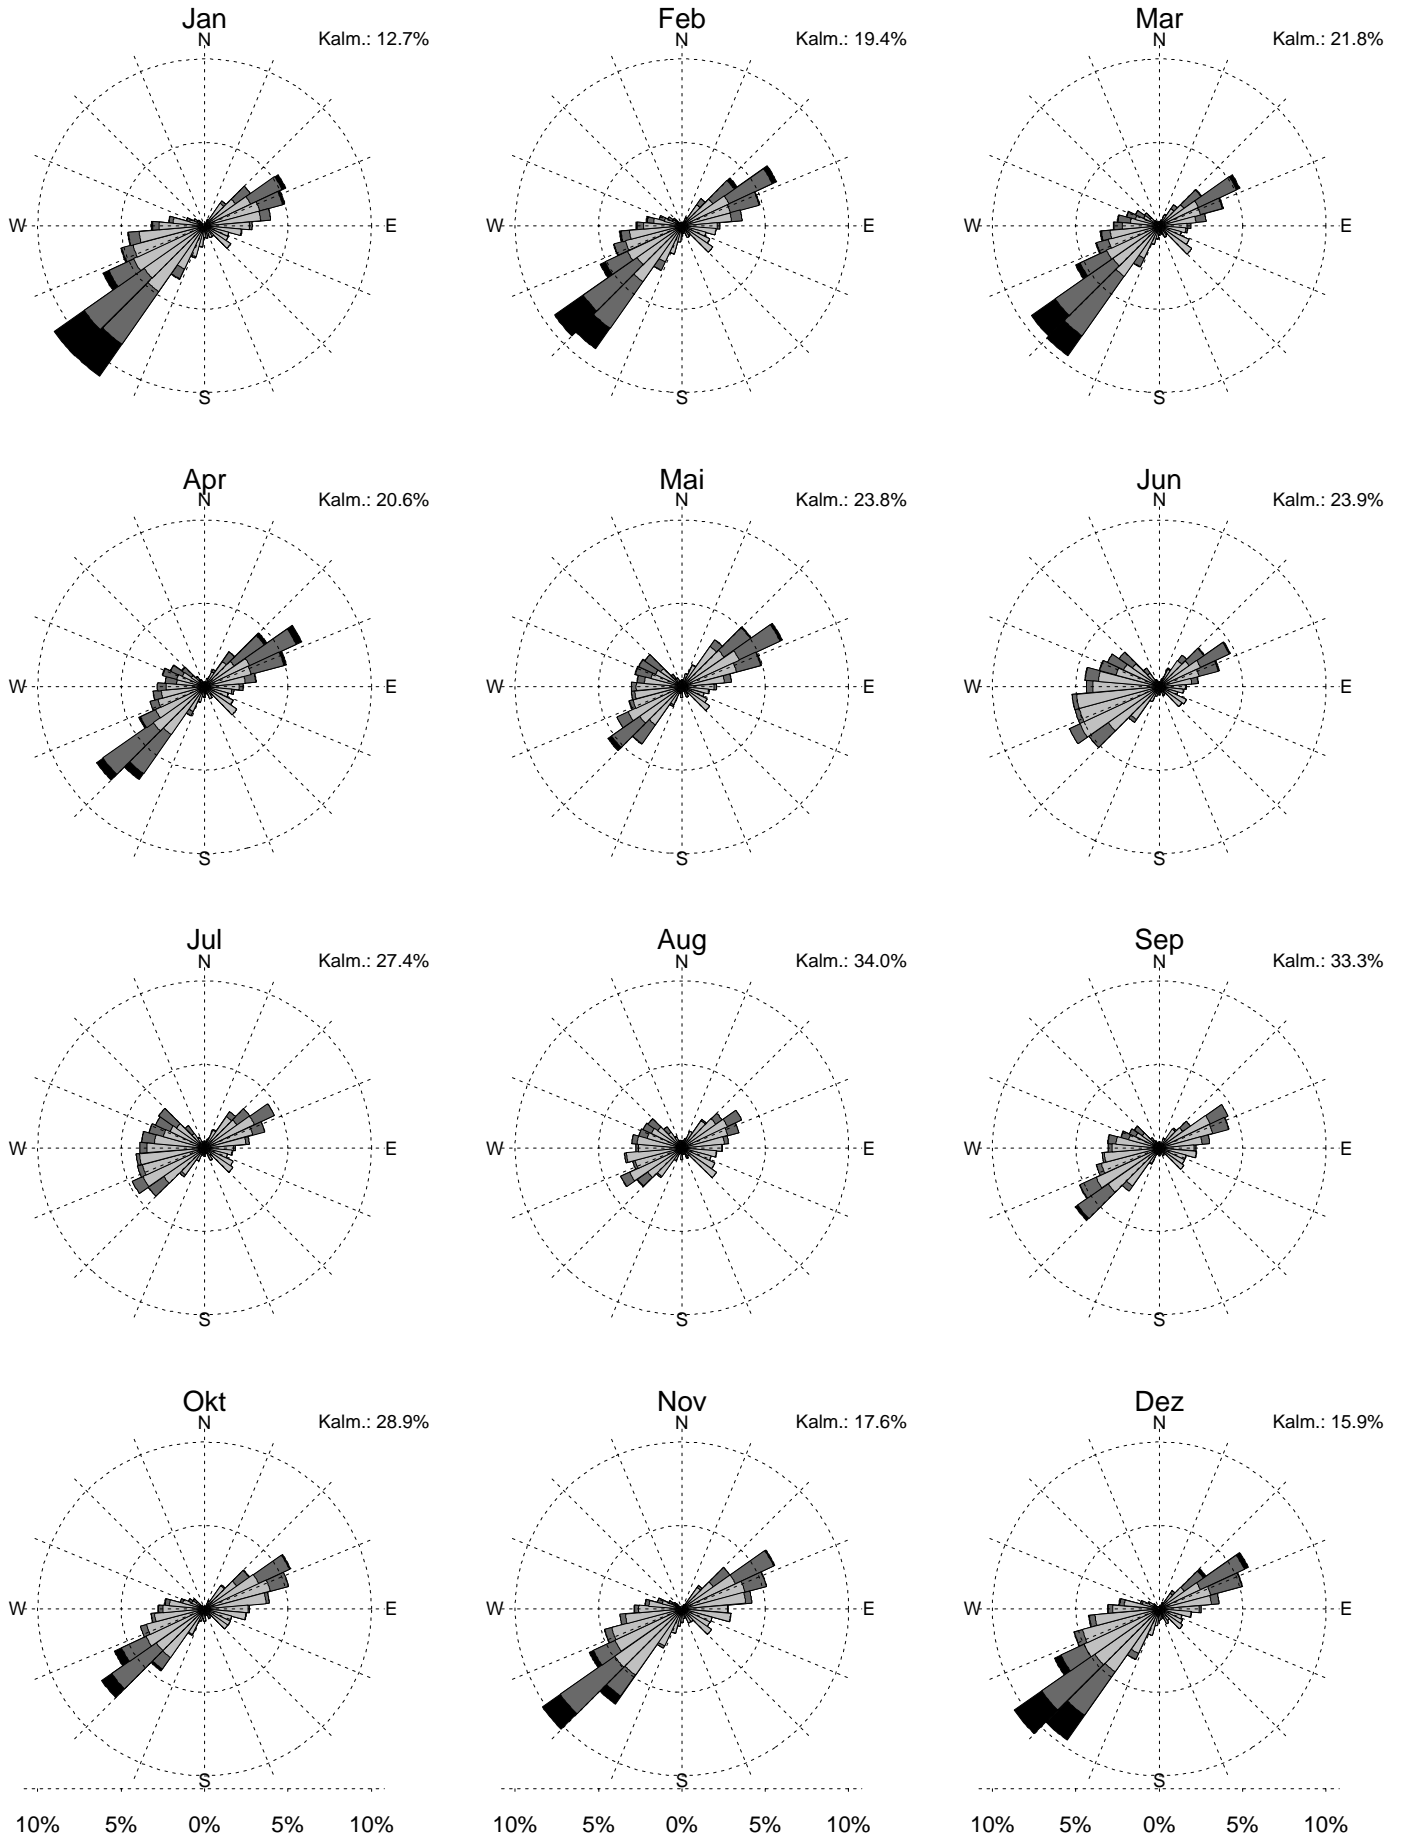 Jan Feb Mar
N Kalm.: 12.7% N Kalm.: 19.4% N Kalm.: 21.8%
W E W E W E
S S S
Apr Mai Jun
N Kalm.: 20.6% N Kalm.: 23.8% N Kalm.: 23.9%
W E W E W E
S S S
Jul Aug Sep
N Kalm.: 27.4% N Kalm.: 34.0% N Kalm.: 33.3%
W E W E W E
S S S
Okt Nov Dez
N Kalm.: 28.9% N Kalm.: 17.6% N Kalm.: 15.9%
W E W E W E
S S S
10% 5% 0% 5% 10% 10% 5% 0% 5% 10% 10% 5% 0% 5% 10%